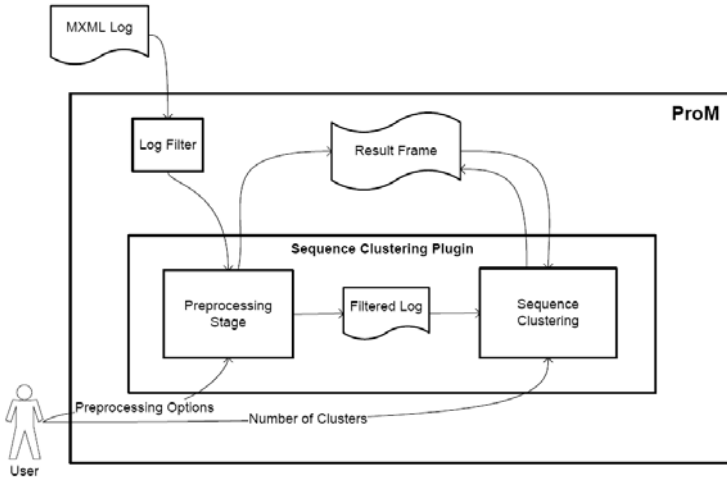 MXML Log
ProM
Log Filter
Result Frame
Sequence Clustering Plugin
Preprocessing
Stage
Filtered Log
Sequence
Clustering
Preprocessing Options
Number of Clusters
User